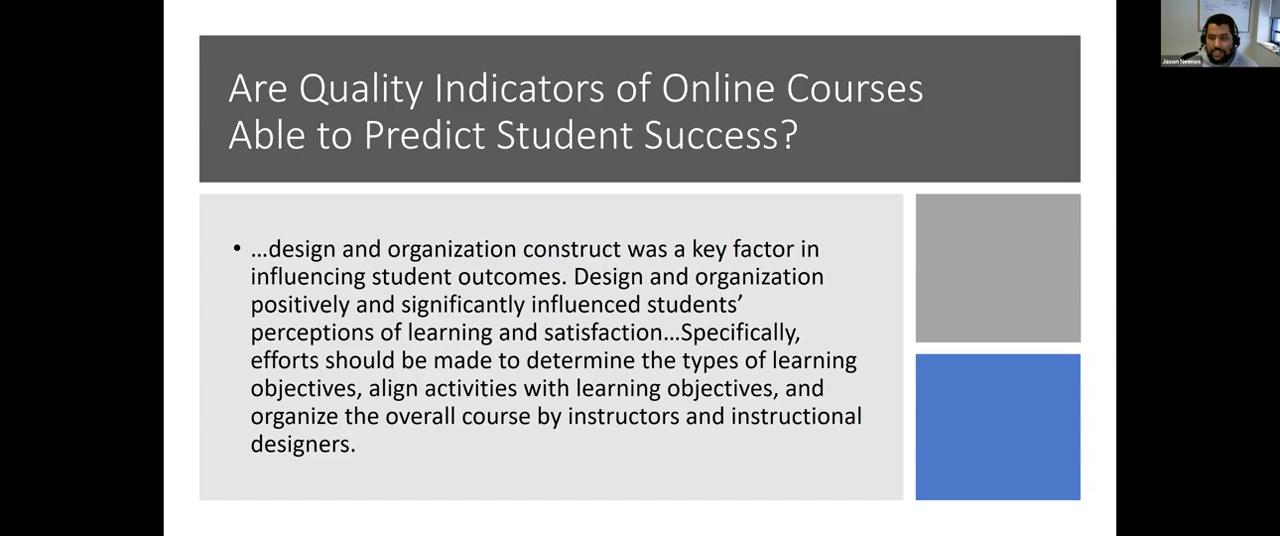 Are Quality Indicators of Online Courses
Able to Predict Student Success?
• …design and organization construct was a key factor in
influencing student outcomes. Design and organization
positively and significantly influenced students’
perceptions of learning and satisfaction…Specifically,
efforts should be made to determine the types of learning
objectives, align activities with learning objectives, and
organize the overall course by instructors and instructional
designers.
Jason Neenos